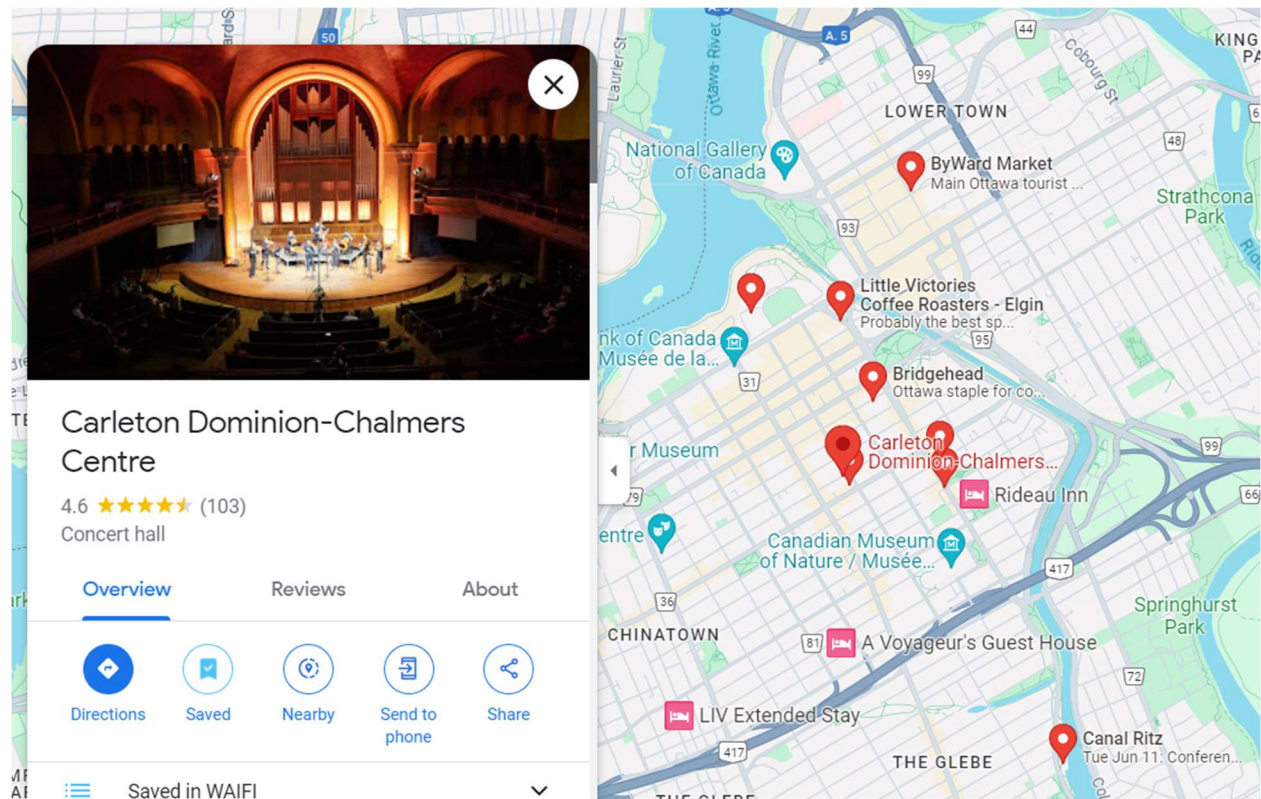 Carleton Dominion-Chalmers
Centre
4.6 (103)
Concert hall
Overview
Reviews
About
Directions
Saved
Nearby
Send to
phone
Share
Saved in WAIFI
50
A. 5
44
Laurier St
Ottawa River
99
Cobourg St
KING
LOWER TOWN
48
National Gallery
of Canada
ByWard Market
Main Ottawa tourist ...
Strathcona
Park
93
Little Victories
Coffee Roasters - Elgin
Probably the best sp...
nk of Canada
Musée de la...
95
31
Bridgehead
Ottawa staple for co...
r Museum
Carleton
Dominion-Chalmers...
99
79
Rideau Inn
66
entre
Canadian Museum
of Nature / Musée...
417
36
Springhurst
Park
CHINATOWN
81
A Voyageur's Guest House
72
LIV Extended Stay
417
Canal Ritz
Tue Jun 11: Conferen...
THE GLEBE